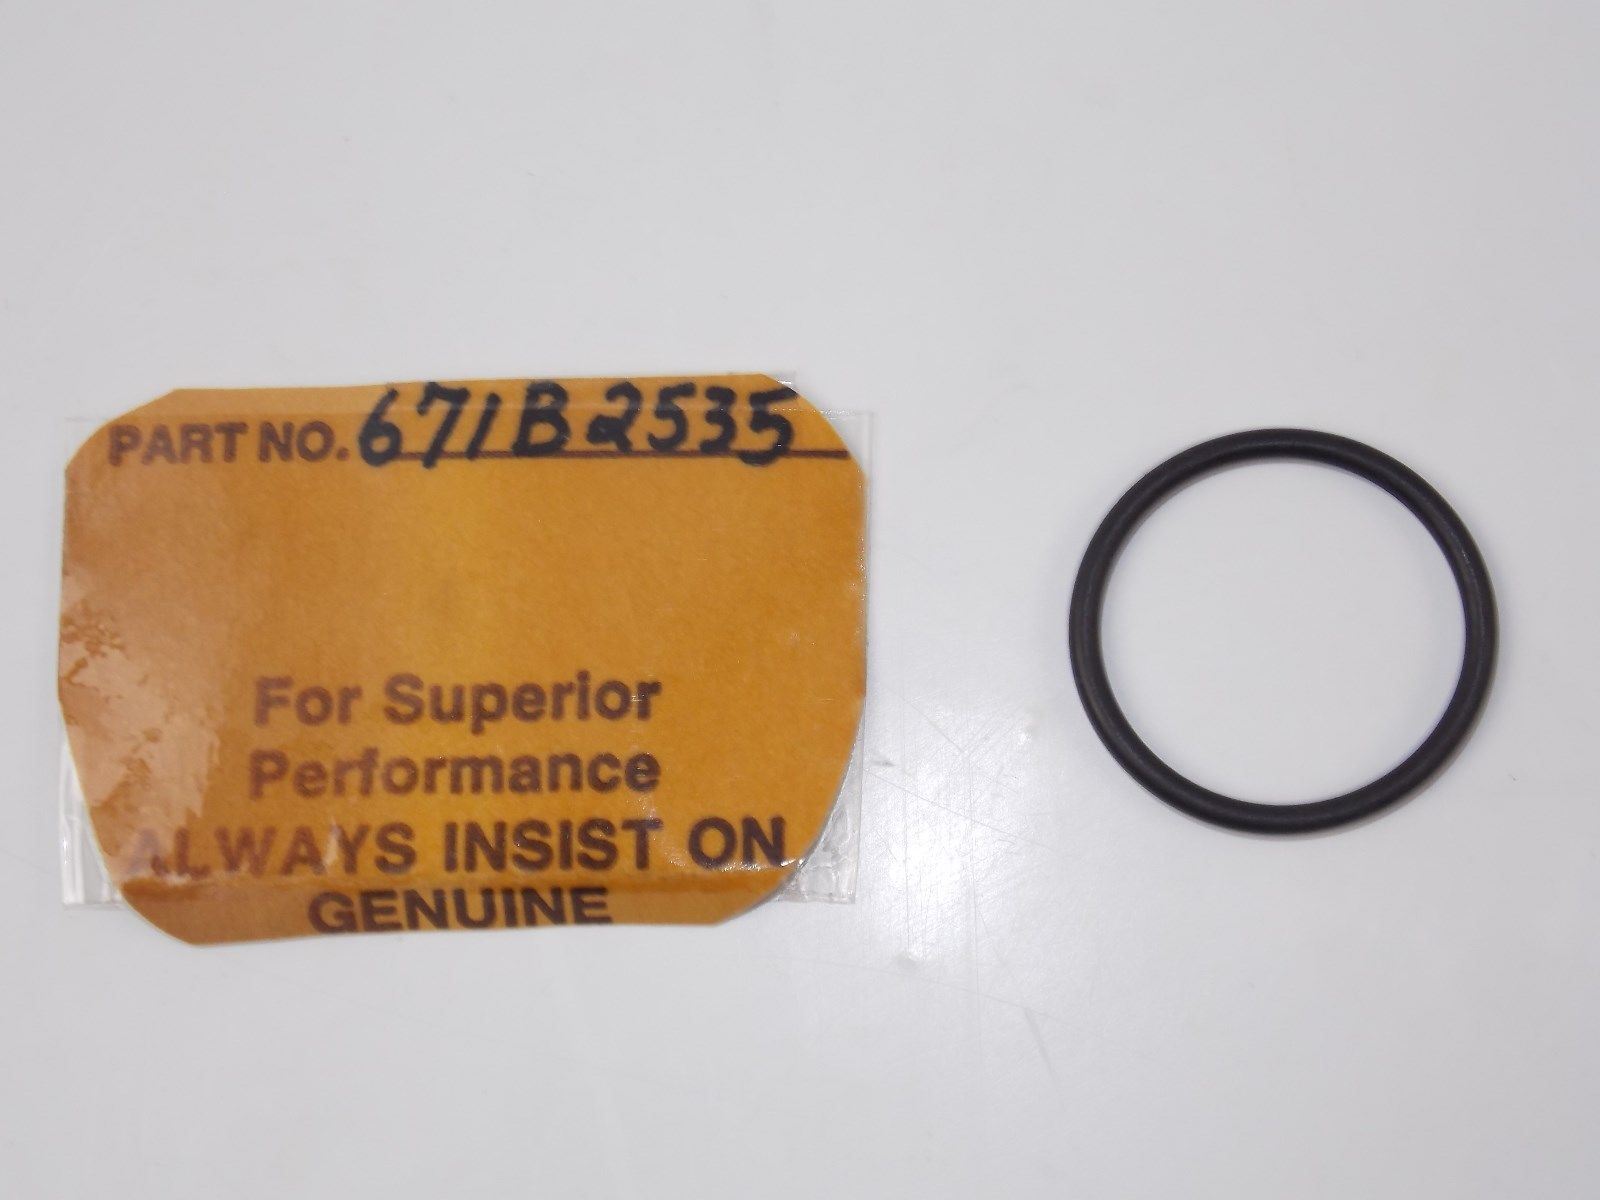 PART NO. 671B2535
For Superior
Performance
ALWAYS INSIST ON
GENUINE